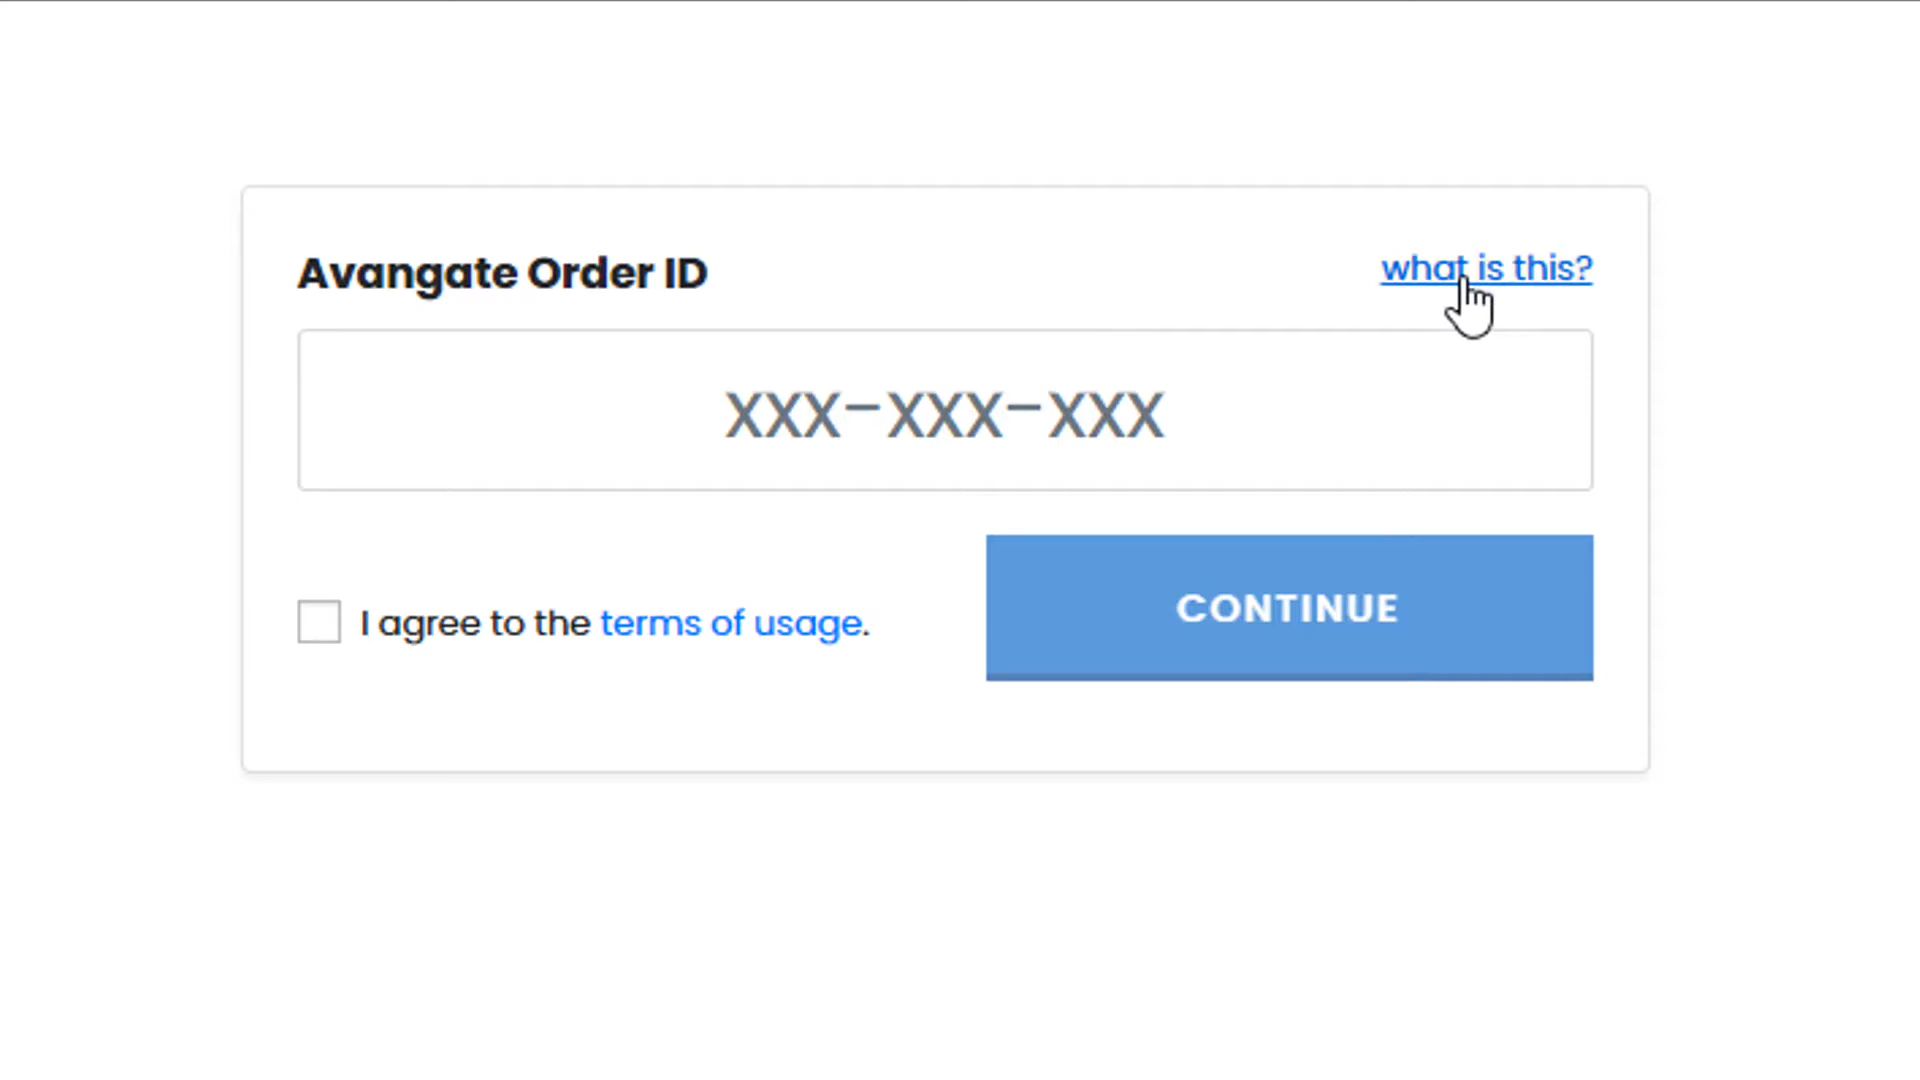 Avangate Order ID
what is this?
XXX-XXX-XXX
I agree to the terms of usage.
CONTINUE